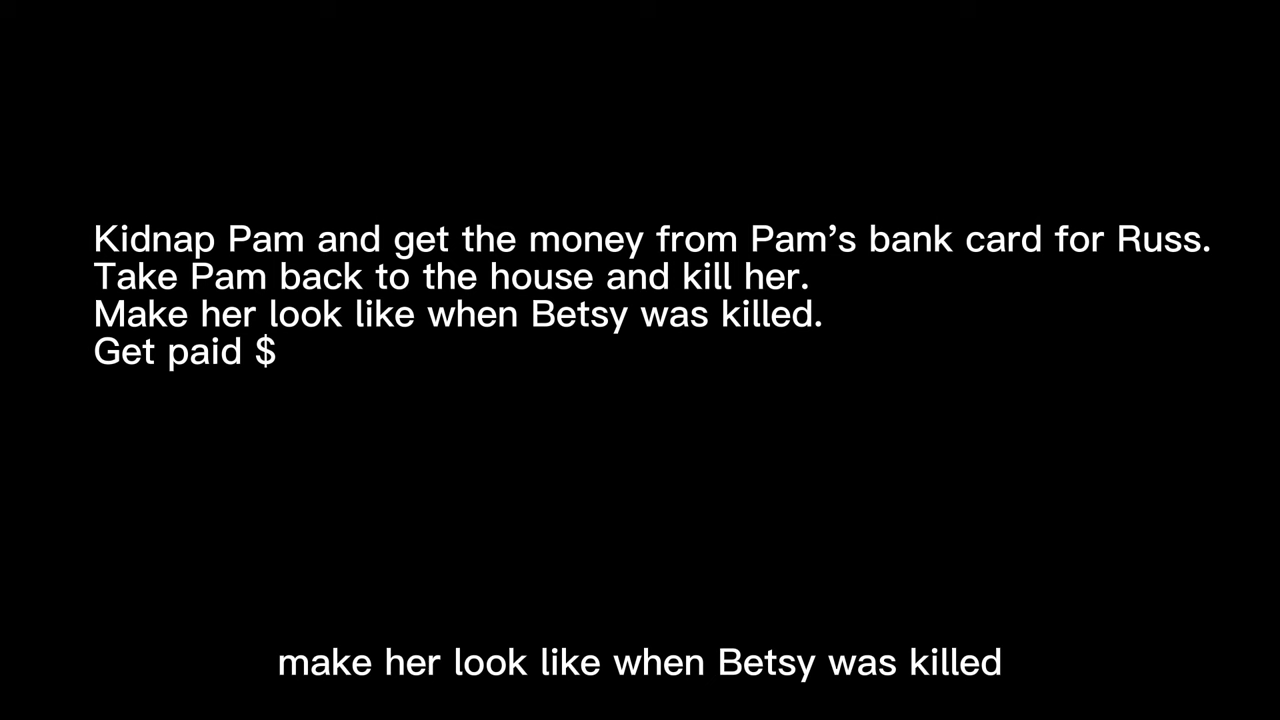 Kidnap Pam and get the money from Pam’s bank card for Russ.
Take Pam back to the house and kill her.
Make her look like when Betsy was killed.
Get paid $
make her look like when Betsy was killed